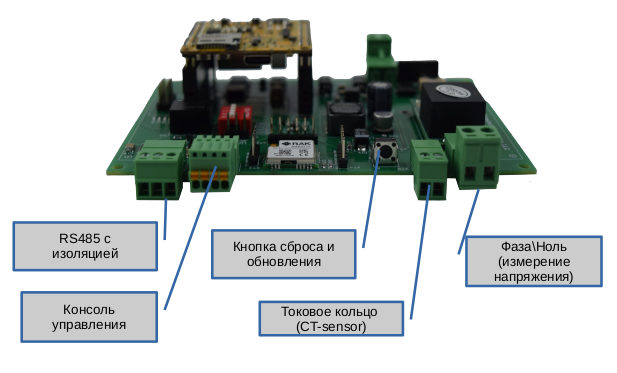 RAK
RS485 с
изоляцией
Кнопка сброса и
обновления
Фаза\Ноль
(измерение
напряжения)
Консоль
управления
Токовое кольцо
(CT-sensor)